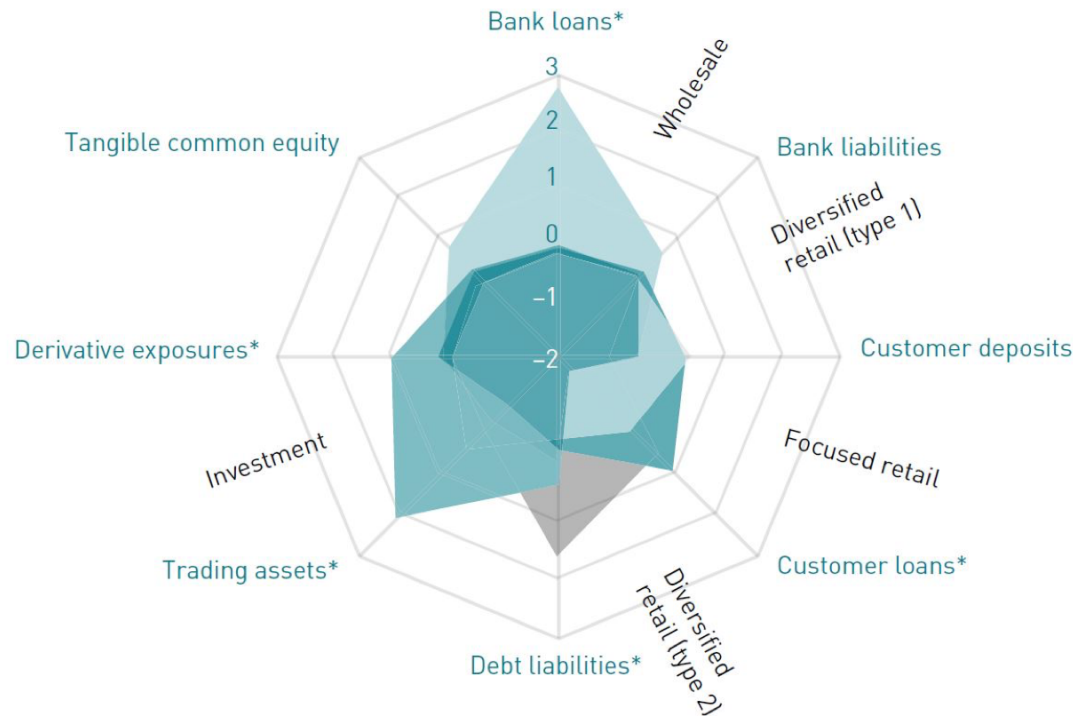 Bank loans*
Wholesale
3
2
1
0
−1
−2
Tangible common equity
Bank liabilities
Diversified
retail (type 1)
Derivative exposures*
Customer deposits
Investment
Focused retail
Trading assets*
Customer loans*
Diversified
retail (type 2)
Debt liabilities*